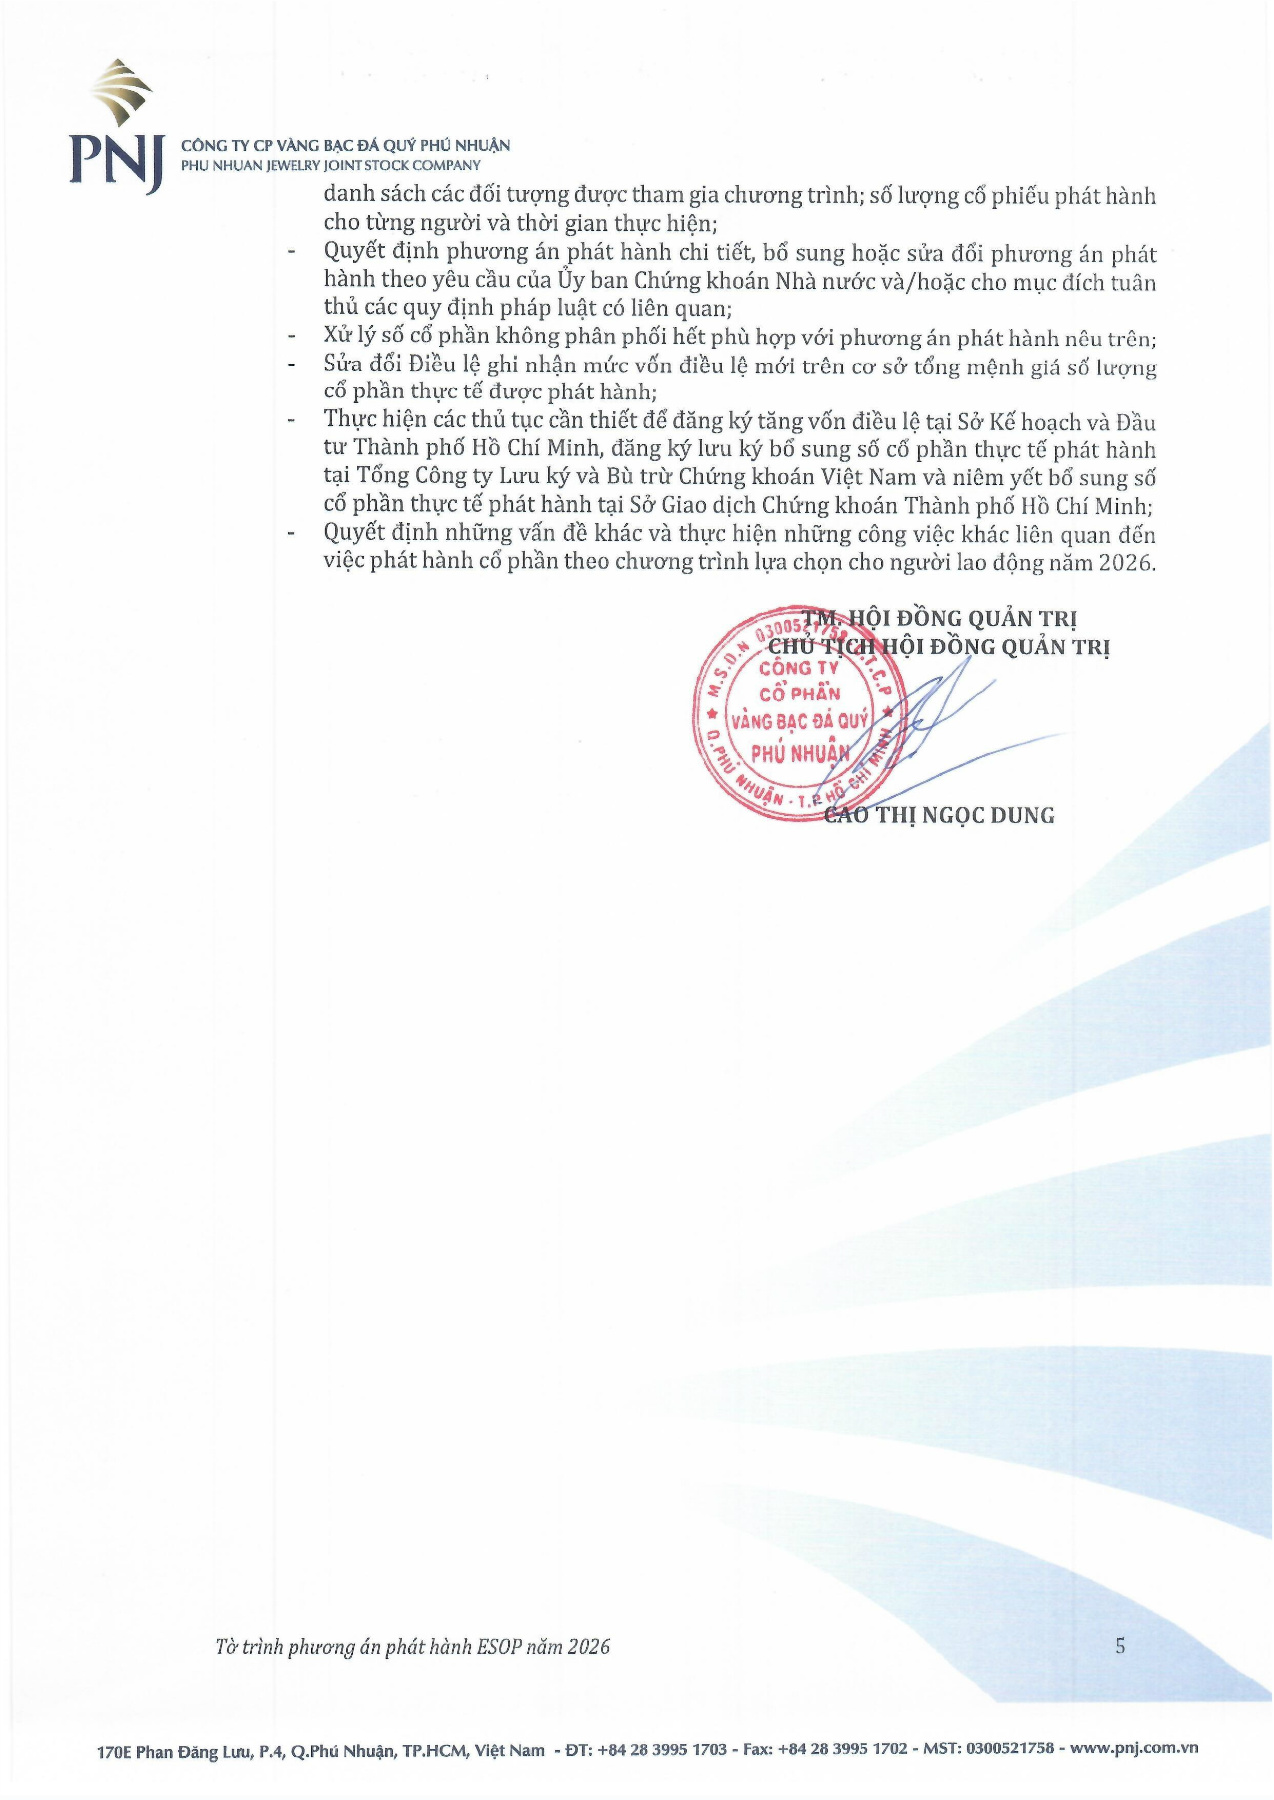 PNJ
CÔNG TY CP VÀNG BẠC ĐÁ QUÝ PHÚ NHUẬN
PHU NHUAN JEWELRY JOINT STOCK COMPANY
danh sách các đối tượng được tham gia chương trình; số lượng cổ phiếu phát hành
cho từng người và thời gian thực hiện;
- Quyết định phương án phát hành chi tiết, bổ sung hoặc sửa đổi phương án phát
hành theo yêu cầu của Ủy ban Chứng khoán Nhà nước và/hoặc cho mục đích tuân
thủ các quy định pháp luật có liên quan;
- Xử lý số cổ phần không phân phối hết phù hợp với phương án phát hành nêu trên;
- Sửa đổi Điều lệ ghi nhận mức vốn điều lệ mới trên cơ sở tổng mệnh giá số lượng
cổ phần thực tế được phát hành;
- Thực hiện các thủ tục cần thiết để đăng ký tăng vốn điều lệ tại Sở Kế hoạch và Đầu
tư Thành phố Hồ Chí Minh, đăng ký lưu ký bổ sung số cổ phần thực tế phát hành
tại Tổng Công ty Lưu ký và Bù trừ Chứng khoán Việt Nam và niêm yết bổ sung số
cổ phần thực tế phát hành tại Sở Giao dịch Chứng khoán Thành phố Hồ Chí Minh;
- Quyết định những vấn đề khác và thực hiện những công việc khác liên quan đến
việc phát hành cổ phần theo chương trình lựa chọn cho người lao động năm 2026.
TM. HỘI ĐỒNG QUẢN TRỊ
CHỦ TỊCH HỘI ĐỒNG QUẢN TRỊ
M.S.D.N 0300521758 C.T.C.P
CÔNG TY
CỔ PHẦN
VÀNG BẠC ĐÁ QUÝ
PHÚ NHUẬN
Q.PHÚ NHUẬN - T.P HỒ CHÍ MINH
CAO THỊ NGỌC DUNG
Tờ trình phương án phát hành ESOP năm 2026
5
170E Phan Đăng Lưu, P.4, Q.Phú Nhuận, TP.HCM, Việt Nam - ĐT: +84 28 3995 1703 - Fax: +84 28 3995 1702 - MST: 0300521758 - www.pnj.com.vn